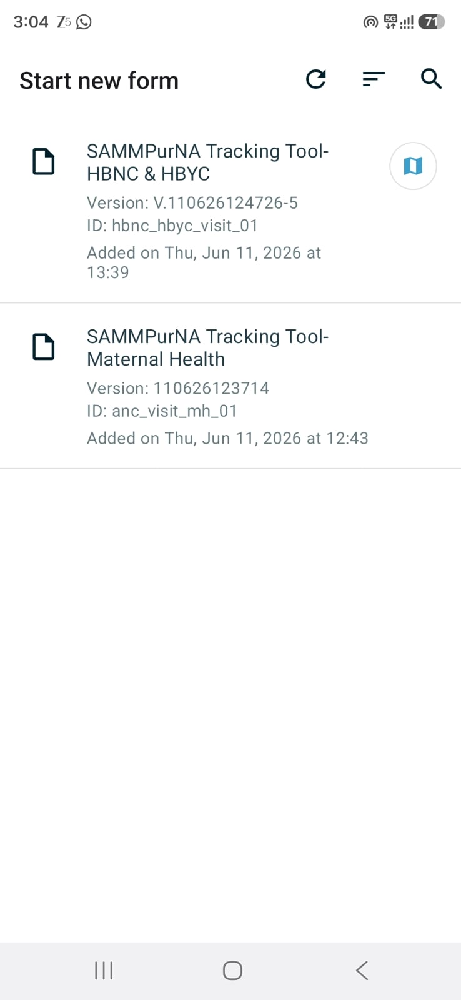 3:04 Z5 5G 71
Start new form
SAMMPurNA Tracking Tool-
HBNC & HBYC
Version: V.110626124726-5
ID: hbnc_hbyc_visit_01
Added on Thu, Jun 11, 2026 at
13:39
SAMMPurNA Tracking Tool-
Maternal Health
Version: 110626123714
ID: anc_visit_mh_01
Added on Thu, Jun 11, 2026 at 12:43